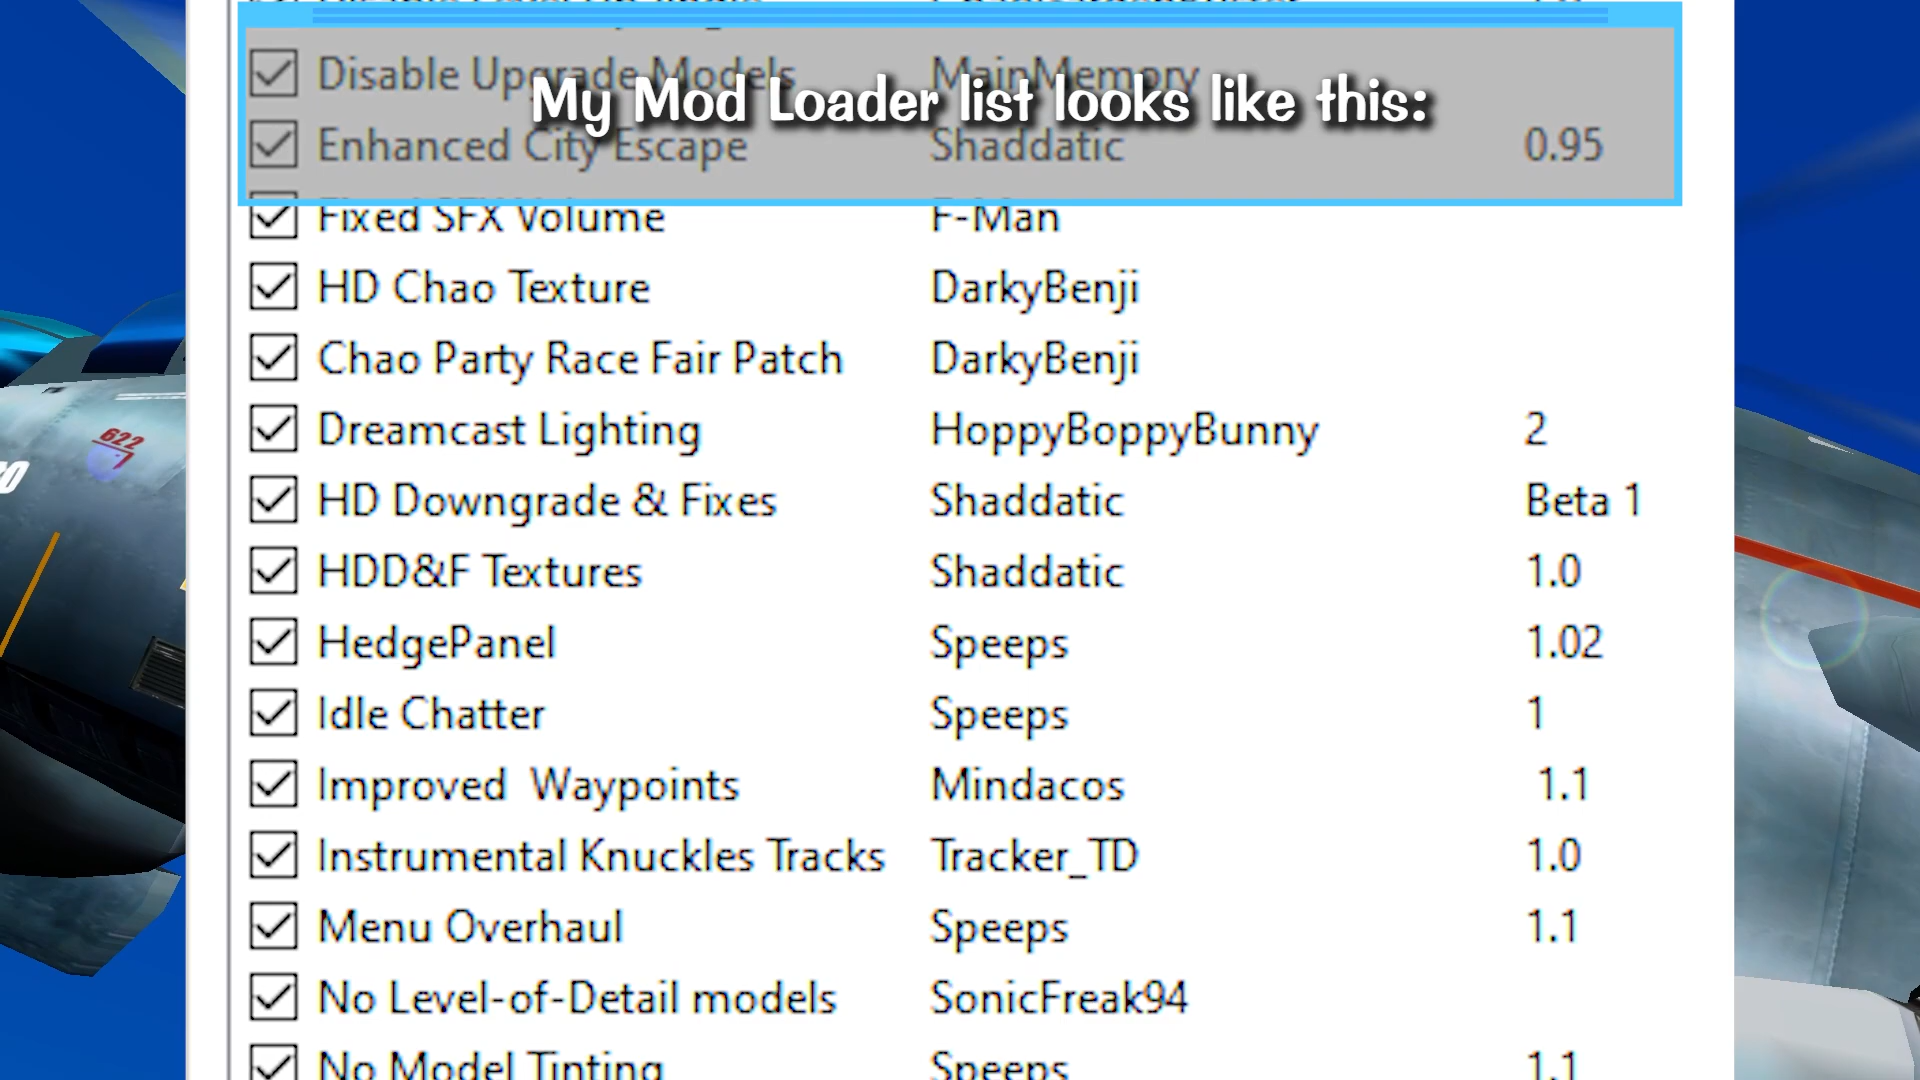 My Mod Loader list looks like this:
Disable Upgrade Models MainMemory
Enhanced City Escape Shaddatic 0.95
Fixed SFX Volume F-Man
HD Chao Texture DarkyBenji
Chao Party Race Fair Patch DarkyBenji
Dreamcast Lighting HoppyBoppyBunny 2
HD Downgrade & Fixes Shaddatic Beta 1
HDD&F Textures Shaddatic 1.0
HedgePanel Speeps 1.02
Idle Chatter Speeps 1
Improved  Waypoints Mindacos 1.1
Instrumental Knuckles Tracks Tracker_TD 1.0
Menu Overhaul Speeps 1.1
No Level-of-Detail models SonicFreak94
No Model Tinting Speeps 1.1
622